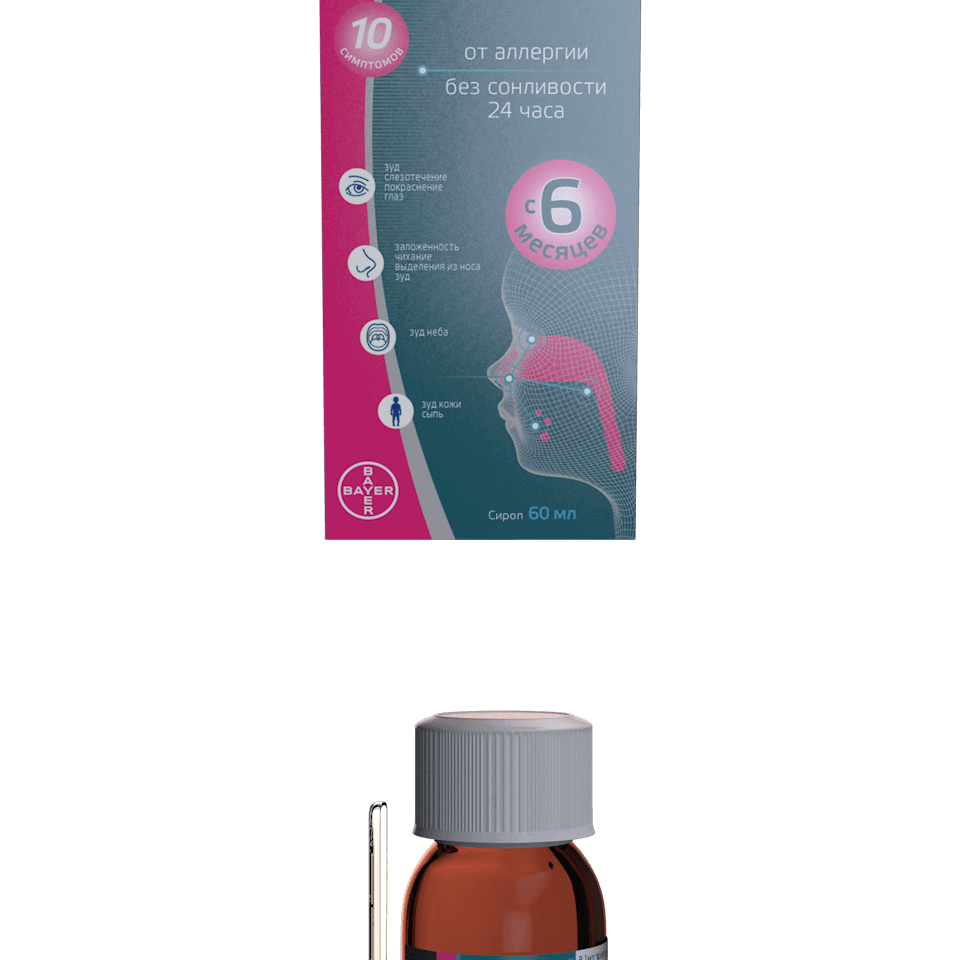 10
симптомов
от аллергии
без сонливости
24 часа
с 6
месяцев
зуд
слезотечение
покраснение
глаз
заложенность
чихание
выделения из носа
зуд
зуд неба
зуд кожи
сыпь
BAYER
BAYER
Сироп 60 мл